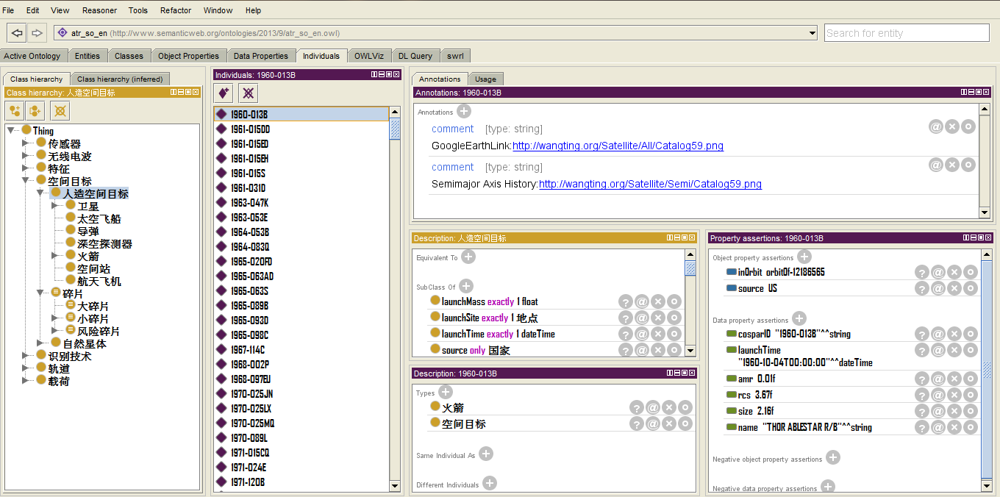 File Edit View Reasoner Tools Refactor Window Help
atr_so_en (http://www.semanticweb.org/ontologies/2013/9/atr_so_en.owl)
Search for entity
Active Ontology Entities Classes Object Properties Data Properties Individuals OWLViz DL Query swrl
Class hierarchy Class hierarchy (inferred)
Class hierarchy: 人造空间目标
Thing
传感器
无线电波
特征
空间目标
人造空间目标
卫星
太空飞船
导弹
深空探测器
火箭
空间站
航天飞机
碎片
大碎片
小碎片
风险碎片
自然星体
识别技术
轨道
载荷
Individuals: 1960-013B
1960-013B
1961-015DD
1961-015ED
1961-015EH
1961-015S
1961-031D
1963-047K
1963-053E
1964-053B
1964-083Q
1965-020FD
1965-063AD
1965-063S
1965-089B
1965-093D
1965-098C
1967-114C
1968-002P
1968-097EU
1970-025JN
1970-025LX
1970-025MQ
1970-089L
1971-015CQ
1971-024E
1971-120B
Annotations Usage
Annotations: 1960-013B
Annotations
comment [type: string]
GoogleEarthLink:http://wangting.org/Satellite/All/Catalog59.png
comment [type: string]
Semimajor Axis History:http://wangting.org/Satellite/Semi/Catalog59.png
Description: 人造空间目标
Equivalent To
SubClass Of
launchMass exactly 1 float
launchSite exactly 1 地点
launchTime exactly 1 dateTime
source only 国家
Description: 1960-013B
Types
火箭
空间目标
Same Individual As
Different Individuals
Property assertions: 1960-013B
Object property assertions
inOrbit orbitOf-12186565
source US
Data property assertions
cosparID "1960-013B"^^string
launchTime
"1960-10-04T00:00:00"^^dateTime
amr 0.01f
rcs 3.67f
size 2.16f
name "THOR ABLESTAR R/B"^^string
Negative object property assertions
Negative data property assertions